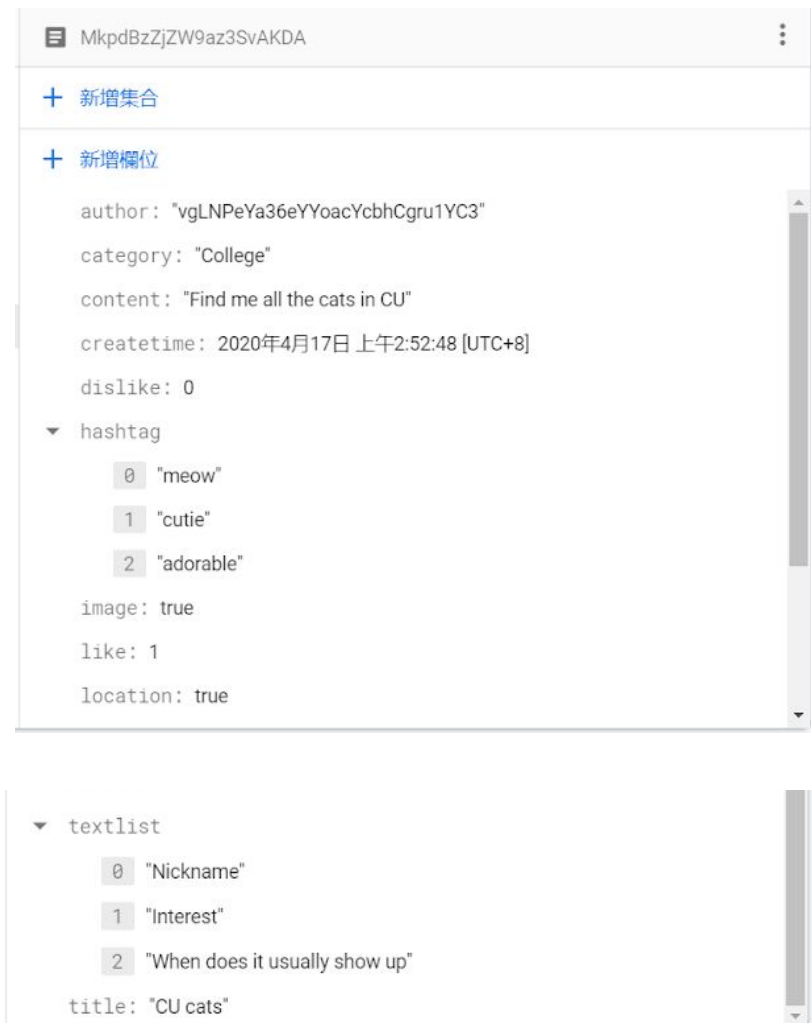 MkpdBzZjZW9az3SvAKDA
+ 新增集合
+ 新增欄位
author: "vgLNPeYa36eYYoacYcbhCgru1YC3"
category: "College"
content: "Find me all the cats in CU"
createtime: 2020年4月17日 上午2:52:48 [UTC+8]
dislike: 0
hashtag
0 "meow"
1 "cutie"
2 "adorable"
image: true
like: 1
location: true
textlist
0 "Nickname"
1 "Interest"
2 "When does it usually show up"
title: "CU cats"